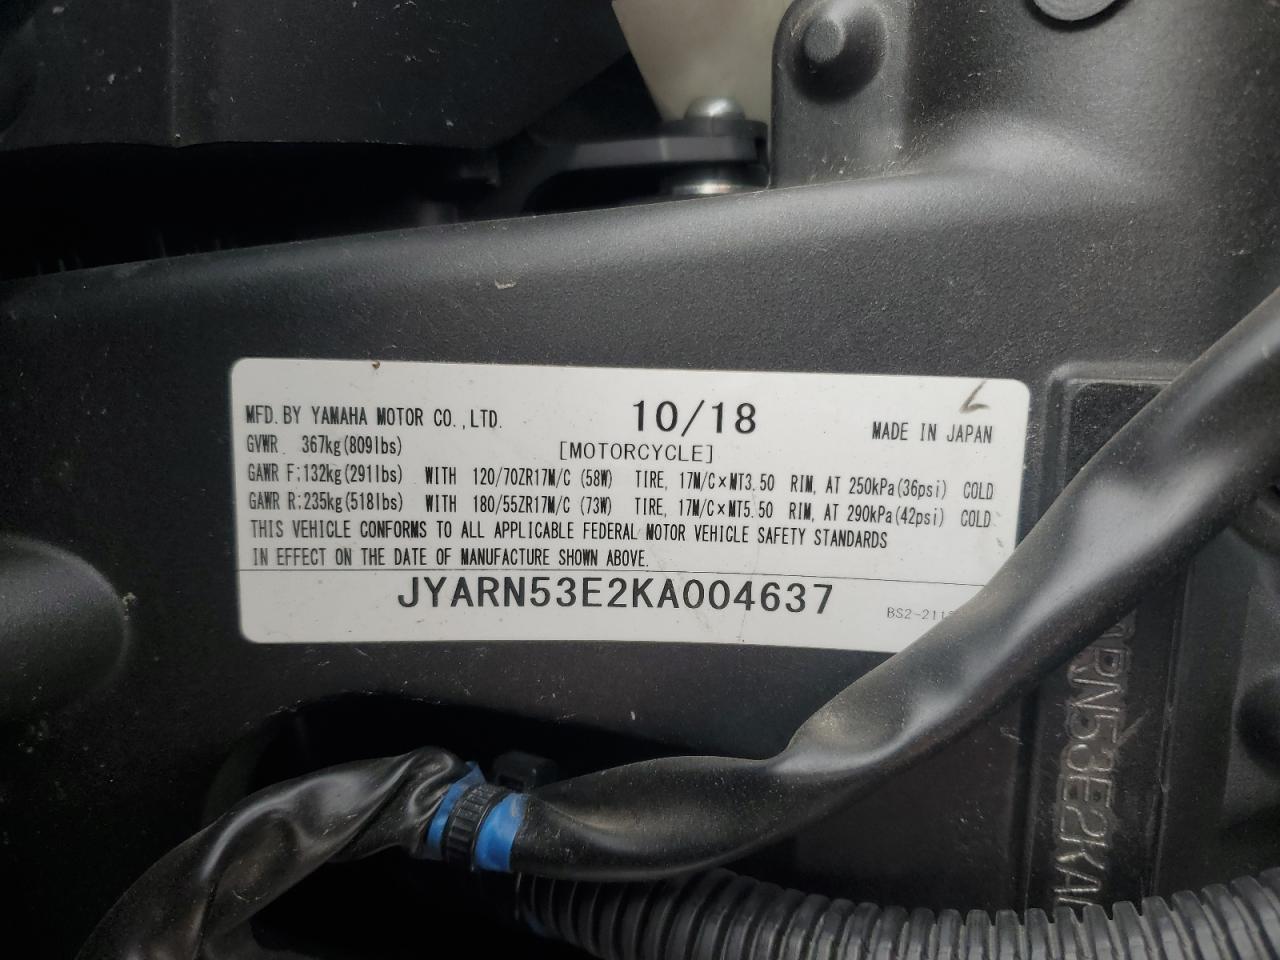 MFD. BY YAMAHA MOTOR CO., LTD. 10/18 MADE IN JAPAN
GVWR 367kg(809lbs) [MOTORCYCLE]
GAWR F:132kg(291lbs) WITH 120/70ZR17M/C (58W) TIRE, 17M/C×MT3.50 RIM, AT 250kPa(36psi) COLD
GAWR R:235kg(518lbs) WITH 180/55ZR17M/C (73W) TIRE, 17M/C×MT5.50 RIM, AT 290kPa(42psi) COLD
THIS VEHICLE CONFORMS TO ALL APPLICABLE FEDERAL MOTOR VEHICLE SAFETY STANDARDS
IN EFFECT ON THE DATE OF MANUFACTURE SHOWN ABOVE.
JYARN53E2KA004637